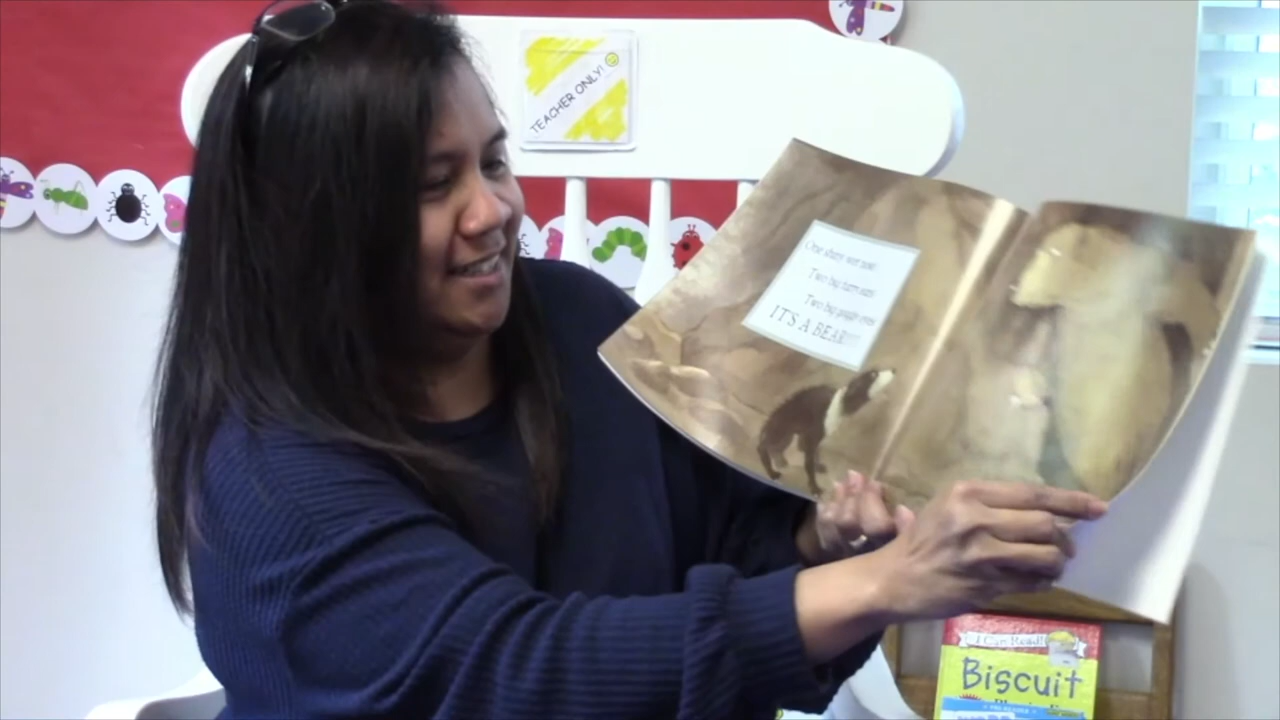 TEACHER ONLY!
One shiny wet nose
Two big furry ears
Two big goggly eyes
IT'S A BEAR!!!!
I Can Read!
Biscuit